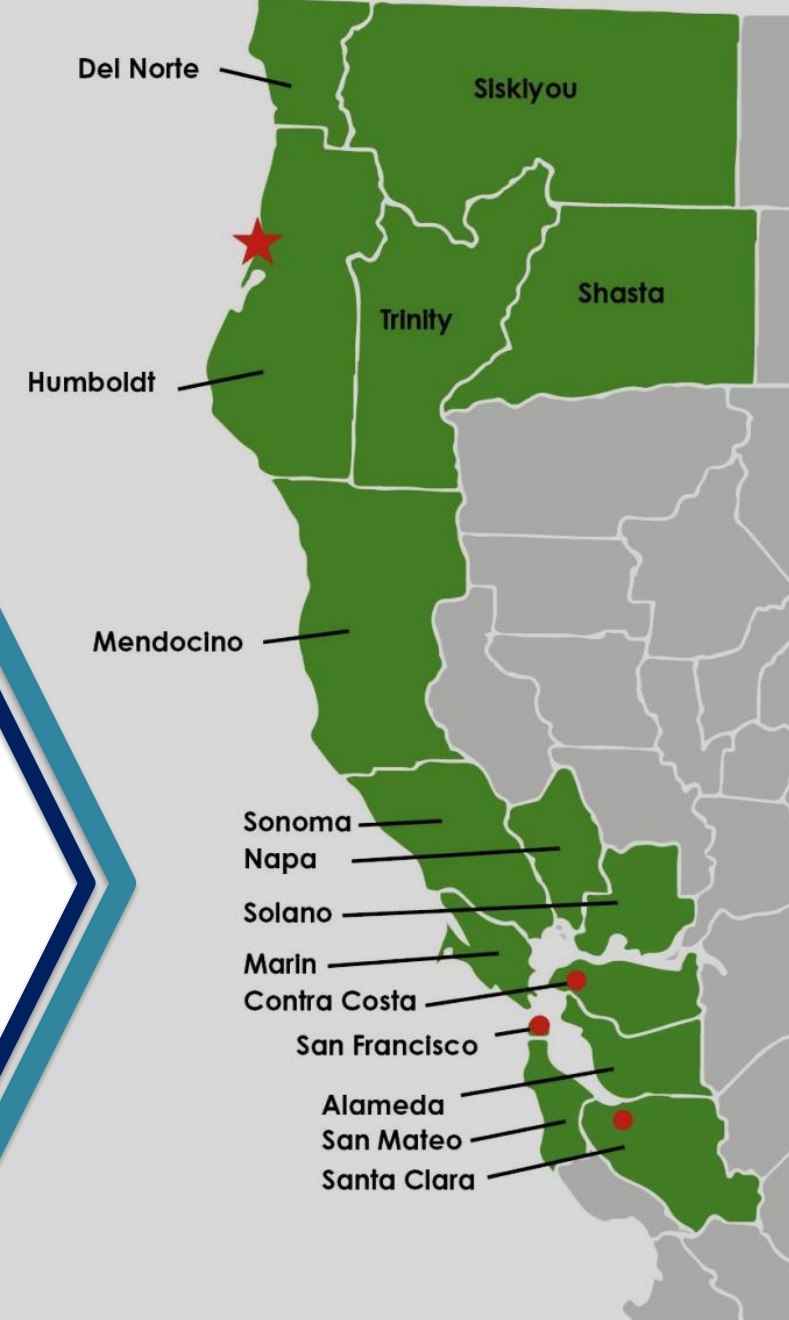 Del Norte
Siskiyou
Shasta
Trinity
Humboldt
Mendocino
Sonoma
Napa
Solano
Marin
Contra Costa
San Francisco
Alameda
San Mateo
Santa Clara